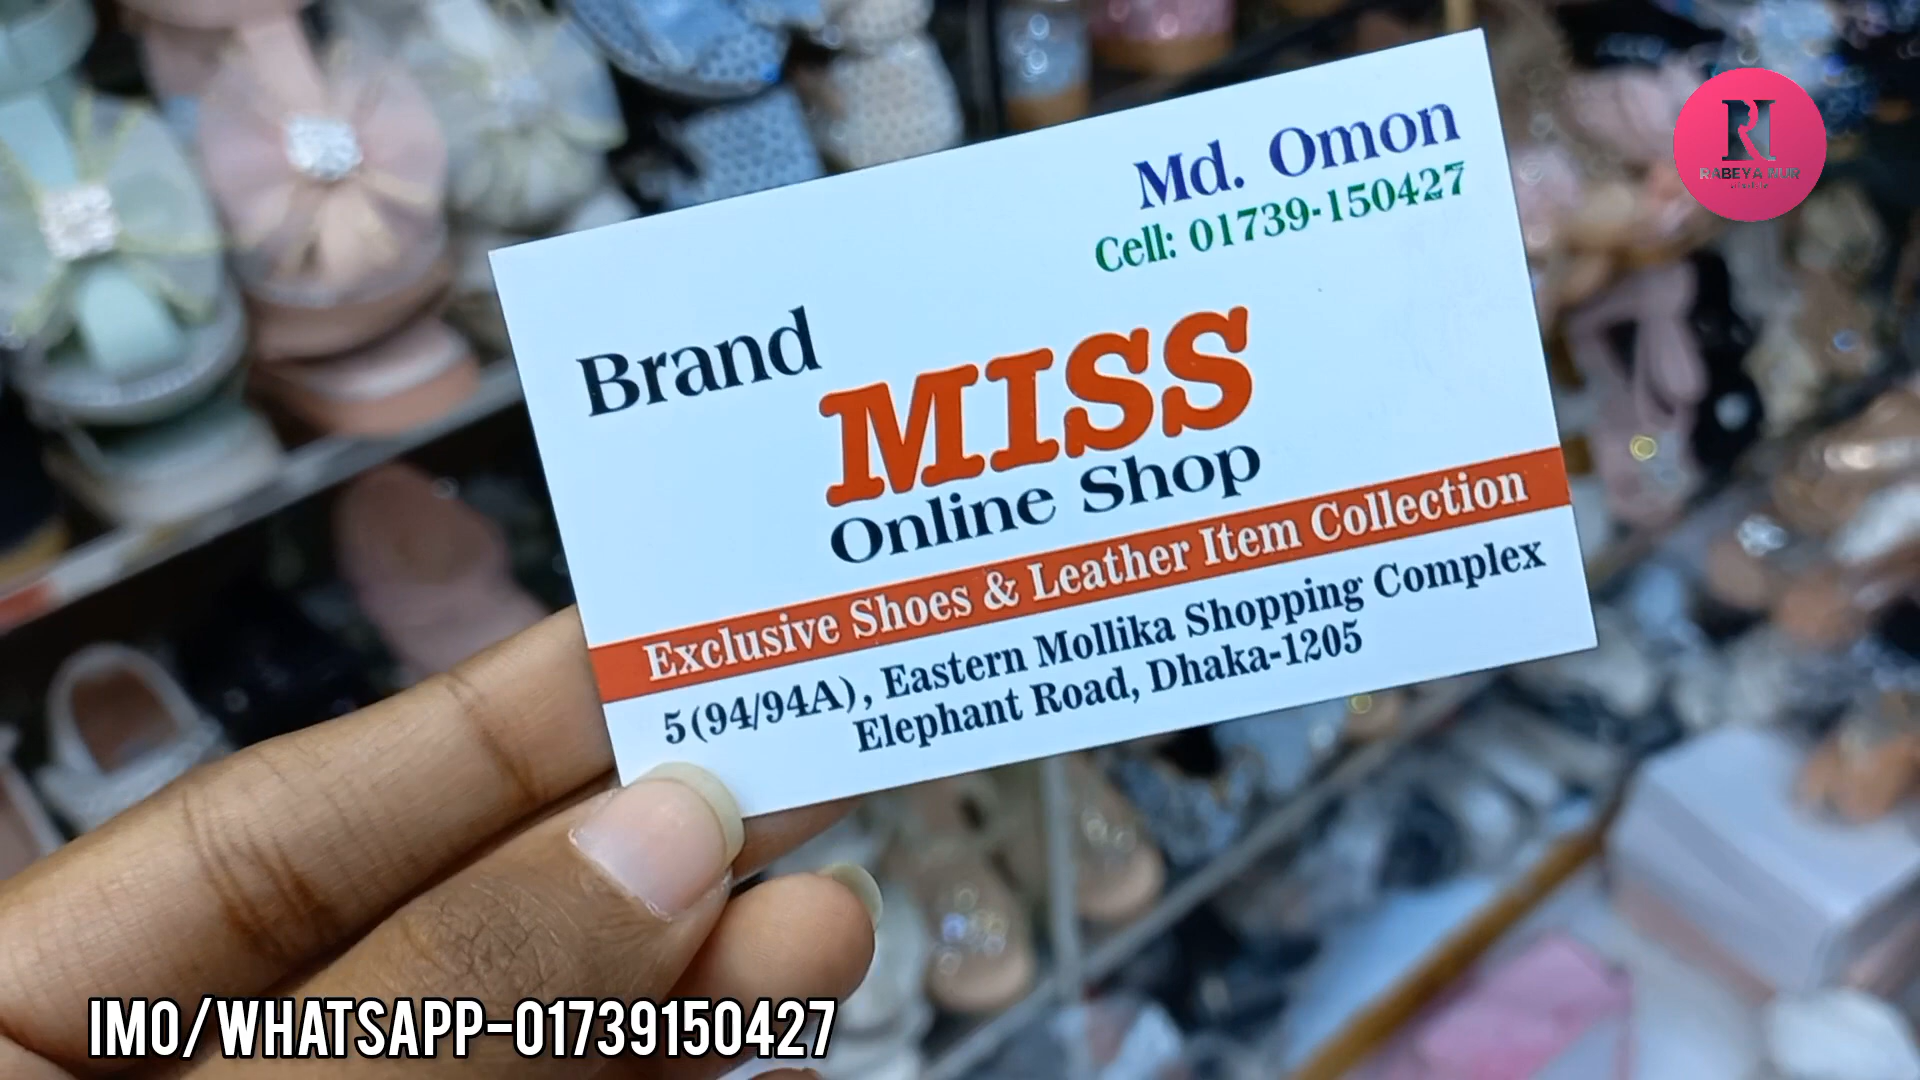 Md. Omon
Cell: 01739-150427
Brand
MISS
Online Shop
Exclusive Shoes & Leather Item Collection
5(94/94A), Eastern Mollika Shopping Complex
Elephant Road, Dhaka-1205
RABEYA NUR
IMO/WHATSAPP-01739150427